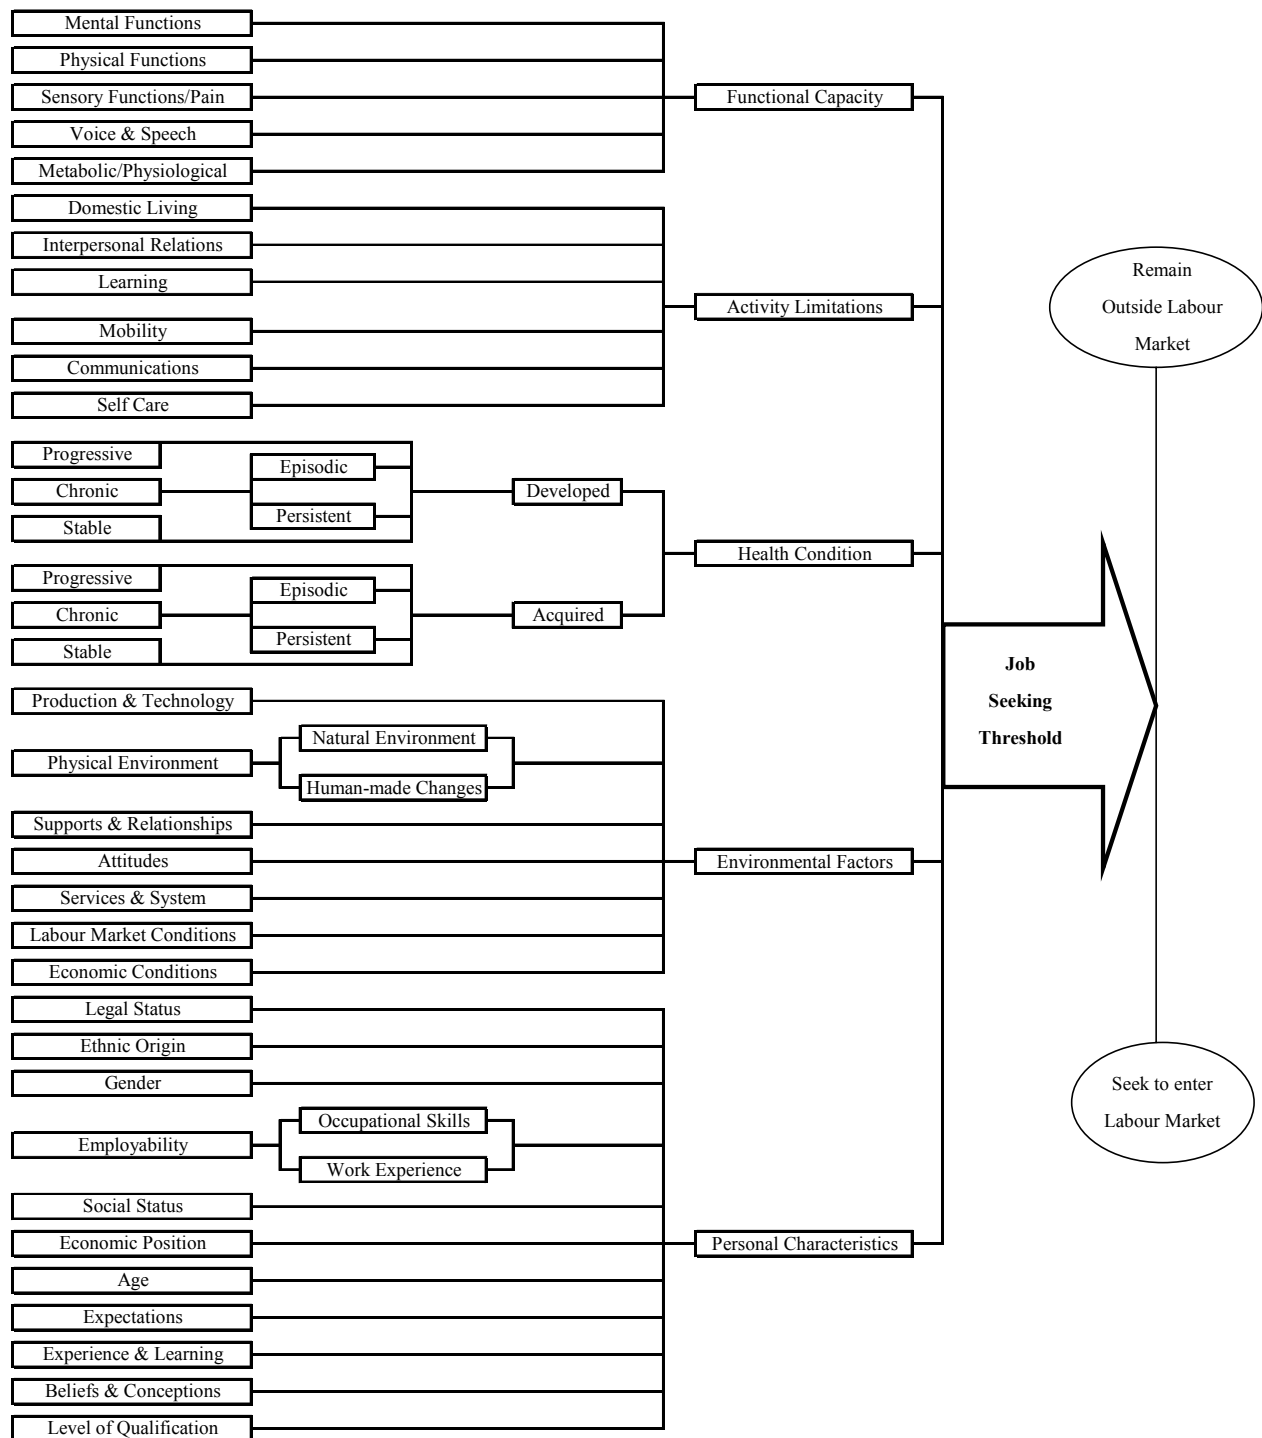 Mental Functions
Physical Functions
Sensory Functions/Pain
Functional Capacity
Voice & Speech
Metabolic/Physiological
Domestic Living
Interpersonal Relations
Learning
Activity Limitations
Mobility
Communications
Self Care
Remain
Outside Labour
Market
Progressive
Episodic
Chronic
Developed
Persistent
Stable
Health Condition
Progressive
Episodic
Chronic
Acquired
Persistent
Stable
Job
Seeking
Threshold
Production & Technology
Natural Environment
Physical Environment
Human-made Changes
Supports & Relationships
Attitudes
Environmental Factors
Services & System
Labour Market Conditions
Economic Conditions
Legal Status
Ethnic Origin
Gender
Seek to enter
Labour Market
Occupational Skills
Employability
Work Experience
Social Status
Economic Position
Personal Characteristics
Age
Expectations
Experience & Learning
Beliefs & Conceptions
Level of Qualification